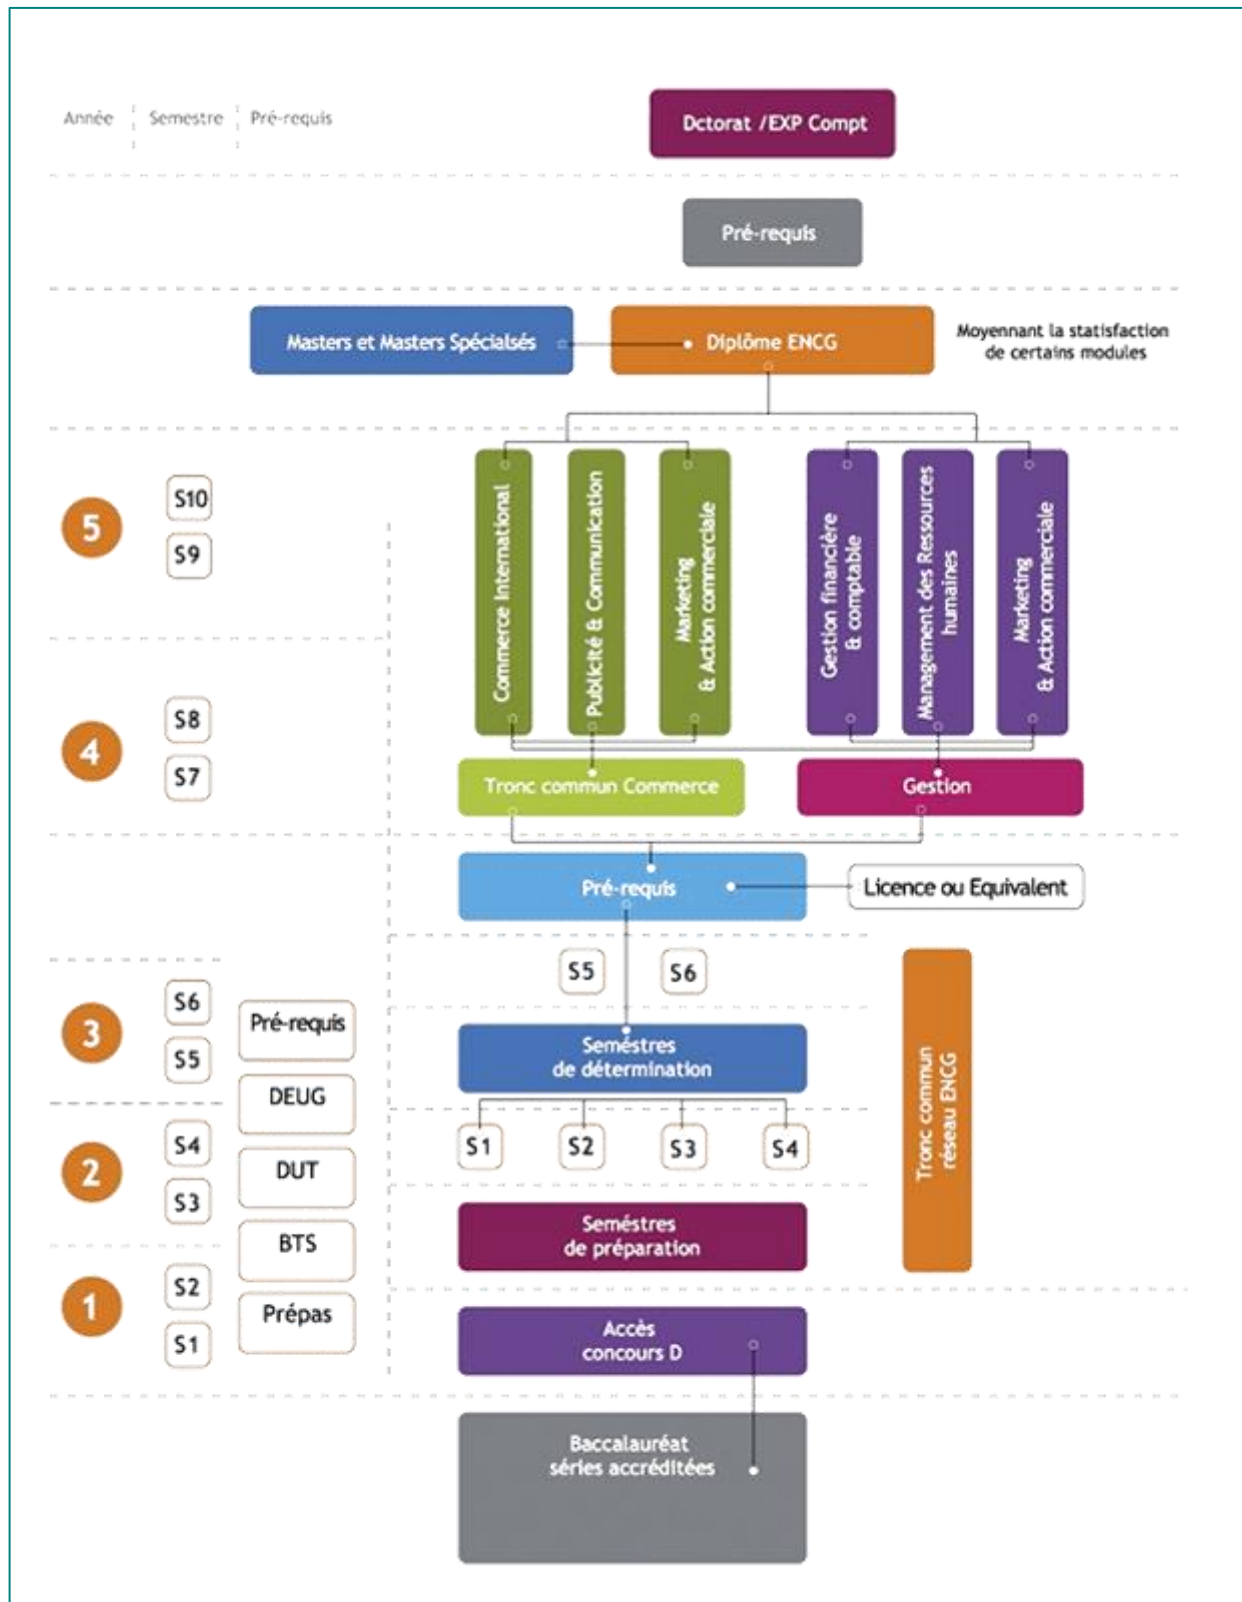 Année Semestre Pré-requis
Dctorat /EXP Compt
Pré-requis
Masters et Masters Spécialsés
Diplôme ENCG
Moyennant la statisfaction
de certains modules
5
S10
S9
Commerce International
Publicité & Communication
Marketing
& Action commerciale
Gestion financière
& comptable
Management des Ressources
humaines
Marketing
& Action commerciale
4
S8
S7
Tronc commun Commerce
Gestion
Pré-requis
Licence ou Equivalent
S5 S6
3
S6
S5
Pré-requis
DEUG
DUT
BTS
Prépas
Seméstres
de détermination
Tronc commun
réseau ENCG
2
S4
S3
S1 S2 S3 S4
Seméstres
de préparation
1
S2
S1
Accès
concours D
Baccalauréat
séries accréditées